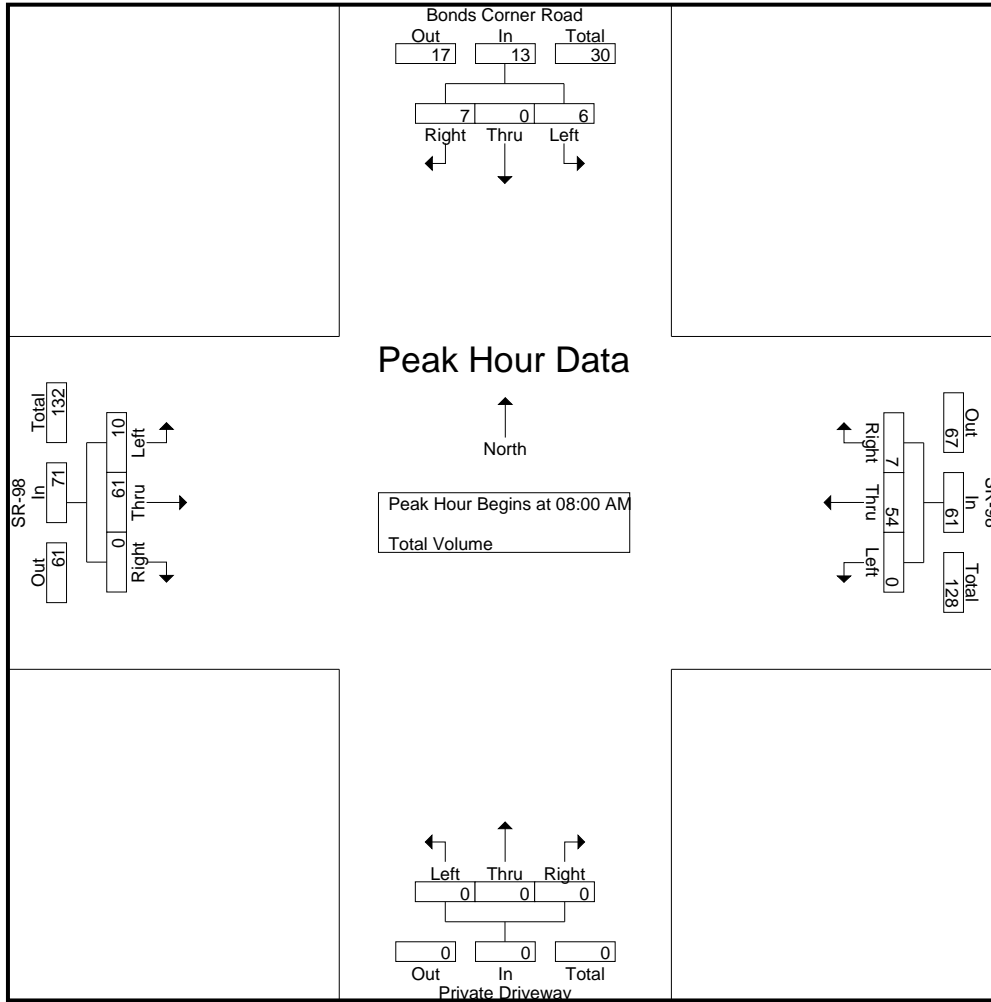 Bonds Corner Road
Out In Total
17 13 30
7 0 6
Right Thru Left
Peak Hour Data
North
Peak Hour Begins at 08:00 AM
Total Volume
SR-98
Total In Out
132 71 61
10 61 0
Left Thru Right
Right Thru Left
7 54 0
Out In Total
67 61 128
SR-98
Left Thru Right
0 0 0
0 0 0
Out In Total
Private Driveway